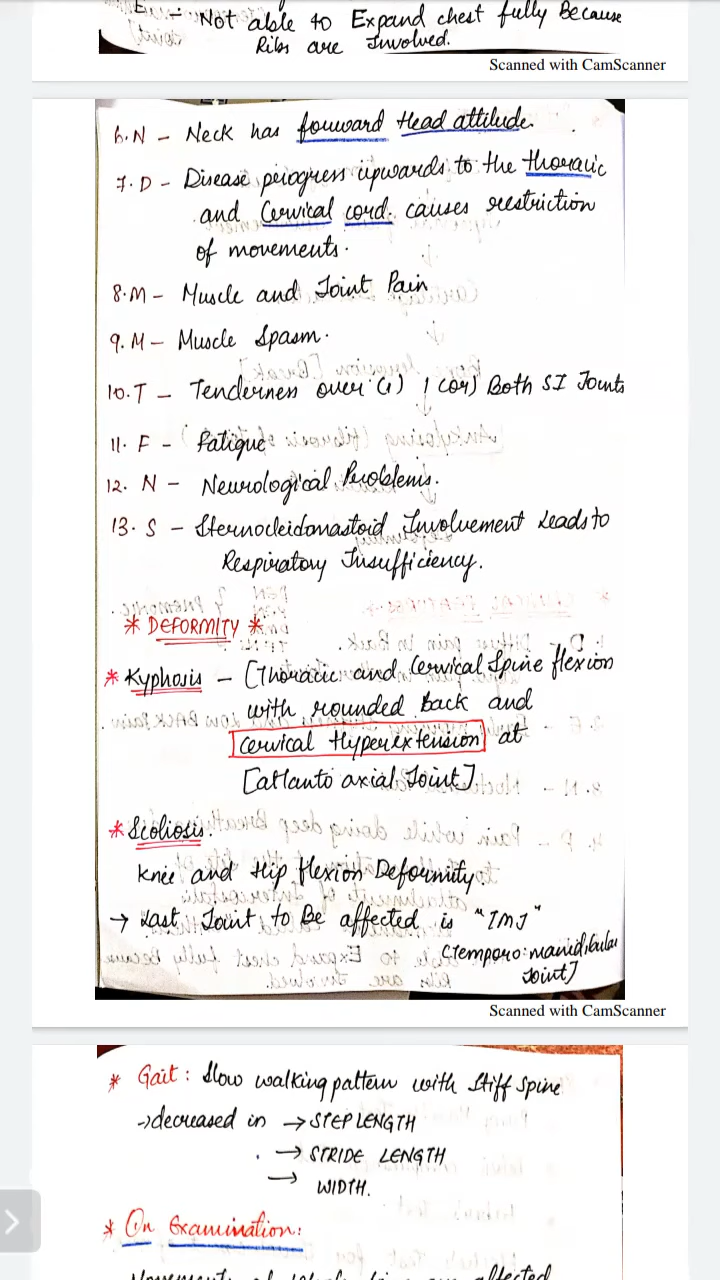 Not able to Expand chest fully Because
Ribs are Involved.
Scanned with CamScanner
6. N – Neck has forward Head attitude.
7. D – Disease progress upwards to the thoracic
and Cervical cord. causes restriction
of movements.
8. M – Muscle and Joint Pain
9. M – Muscle Spasm.
10. T – Tenderness over (1) / (or) Both SI Joints
11. F – Fatigue
12. N – Neurological Problems.
13. S – Sternocleidomastoid Involvement Leads to
Respiratory Insufficiency.
* DEFORMITY *
* Kyphosis – [Thoracic and Cervical Spine flexion
with rounded back and
Cervical Hyperextension at
[atlanto axial Joint]
* Scoliosis:
Knee and Hip flexion Deformity.
→ Last Joint to Be affected is "TMJ"
[Temporo manidibular
Joint]
Scanned with CamScanner
* Gait : Slow walking pattern with Stiff Spine
→ decreased in → STEP LENGTH
→ STRIDE LENGTH
→ WIDTH.
* On Examination: